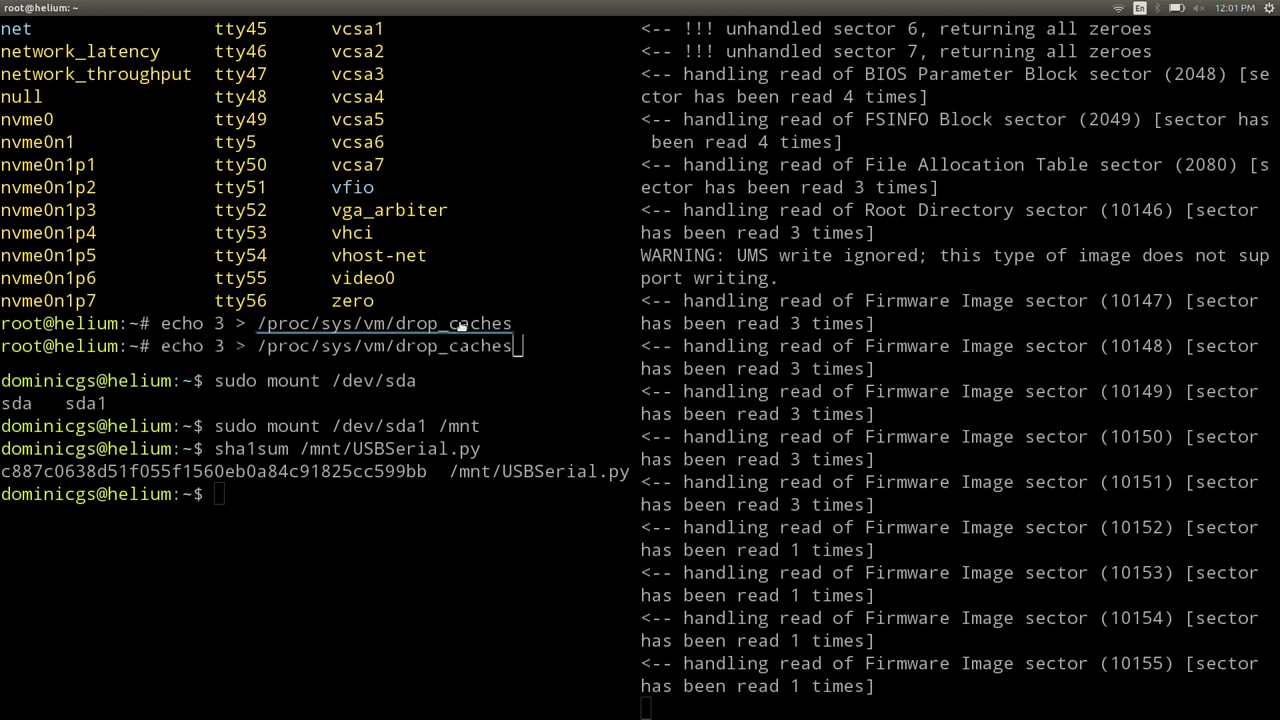 root@helium: ~
En
12:01 PM
net tty45 vcsa1
network_latency tty46 vcsa2
network_throughput tty47 vcsa3
null tty48 vcsa4
nvme0 tty49 vcsa5
nvme0n1 tty5 vcsa6
nvme0n1p1 tty50 vcsa7
nvme0n1p2 tty51 vfio
nvme0n1p3 tty52 vga_arbiter
nvme0n1p4 tty53 vhci
nvme0n1p5 tty54 vhost-net
nvme0n1p6 tty55 video0
nvme0n1p7 tty56 zero
root@helium:~# echo 3 > /proc/sys/vm/drop_caches
root@helium:~# echo 3 > /proc/sys/vm/drop_caches
dominicgs@helium:~$ sudo mount /dev/sda
sda sda1
dominicgs@helium:~$ sudo mount /dev/sda1 /mnt
dominicgs@helium:~$ sha1sum /mnt/USBSerial.py
c887c0638d51f055f1560eb0a84c91825cc599bb /mnt/USBSerial.py
dominicgs@helium:~$
<-- !!! unhandled sector 6, returning all zeroes
<-- !!! unhandled sector 7, returning all zeroes
<-- handling read of BIOS Parameter Block sector (2048) [se
ctor has been read 4 times]
<-- handling read of FSINFO Block sector (2049) [sector has
been read 4 times]
<-- handling read of File Allocation Table sector (2080) [s
ector has been read 3 times]
<-- handling read of Root Directory sector (10146) [sector
has been read 3 times]
WARNING: UMS write ignored; this type of image does not sup
port writing.
<-- handling read of Firmware Image sector (10147) [sector
has been read 3 times]
<-- handling read of Firmware Image sector (10148) [sector
has been read 3 times]
<-- handling read of Firmware Image sector (10149) [sector
has been read 3 times]
<-- handling read of Firmware Image sector (10150) [sector
has been read 3 times]
<-- handling read of Firmware Image sector (10151) [sector
has been read 3 times]
<-- handling read of Firmware Image sector (10152) [sector
has been read 1 times]
<-- handling read of Firmware Image sector (10153) [sector
has been read 1 times]
<-- handling read of Firmware Image sector (10154) [sector
has been read 1 times]
<-- handling read of Firmware Image sector (10155) [sector
has been read 1 times]